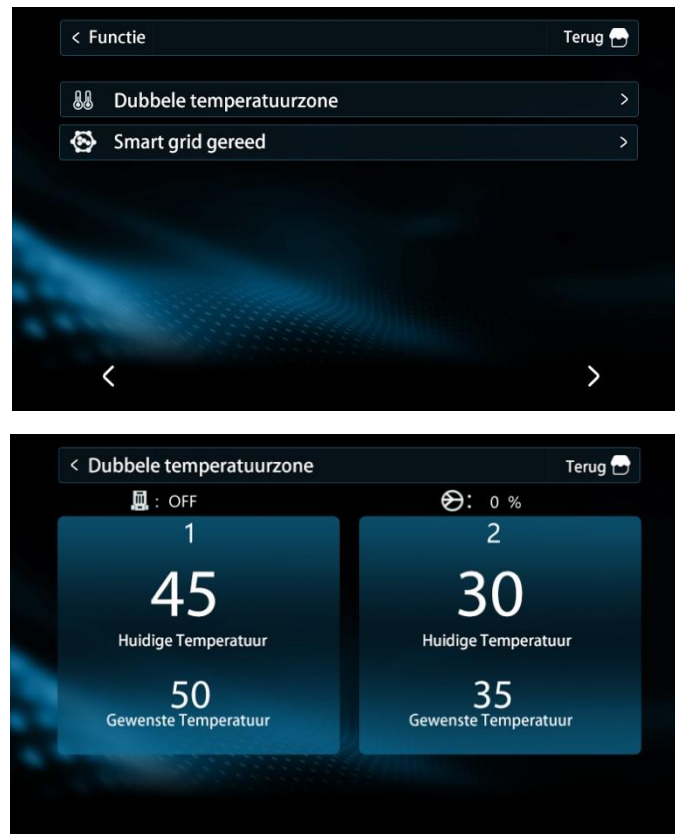 < Functie Terug
Dubbele temperatuurzone >
Smart grid gereed >
< >
< Dubbele temperatuurzone Terug
: OFF : 0 %
1 2
45 30
Huidige Temperatuur Huidige Temperatuur
50 35
Gewenste Temperatuur Gewenste Temperatuur